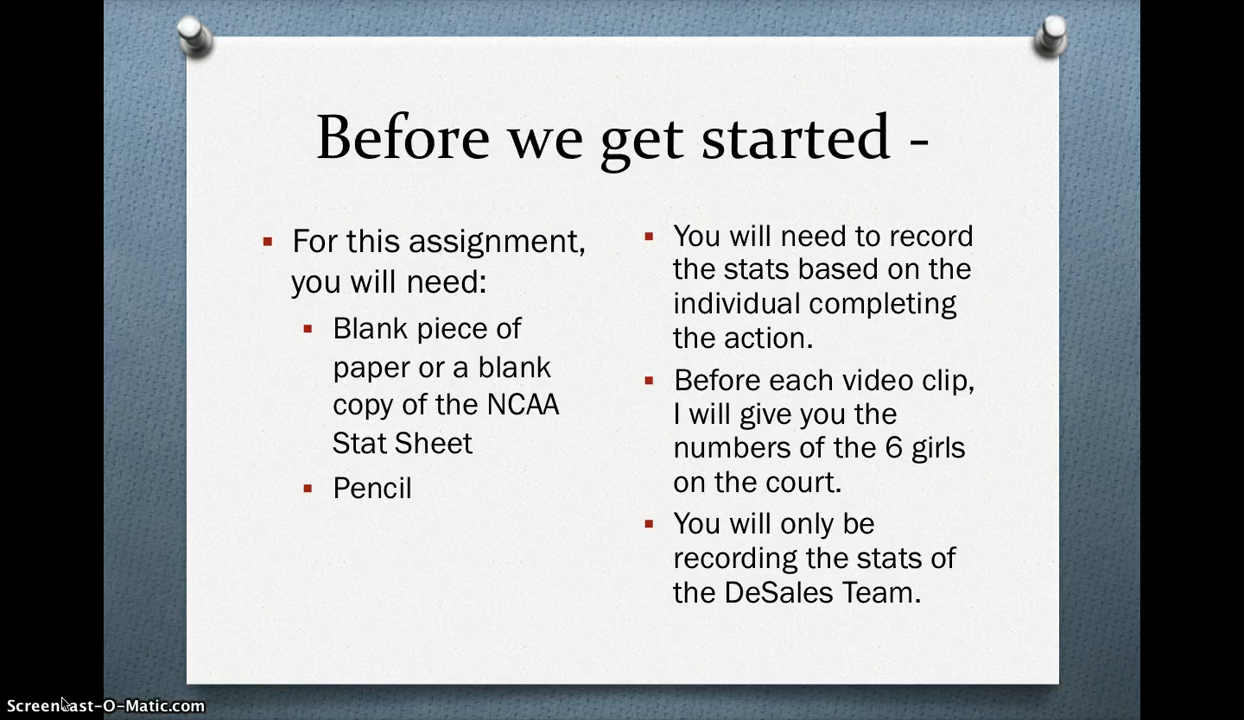 Before we get started -
▪ For this assignment,
you will need:
▪ Blank piece of
paper or a blank
copy of the NCAA
Stat Sheet
▪ Pencil
▪ You will need to record
the stats based on the
individual completing
the action.
▪ Before each video clip,
I will give you the
numbers of the 6 girls
on the court.
▪ You will only be
recording the stats of
the DeSales Team.
Screencast-O-Matic.com